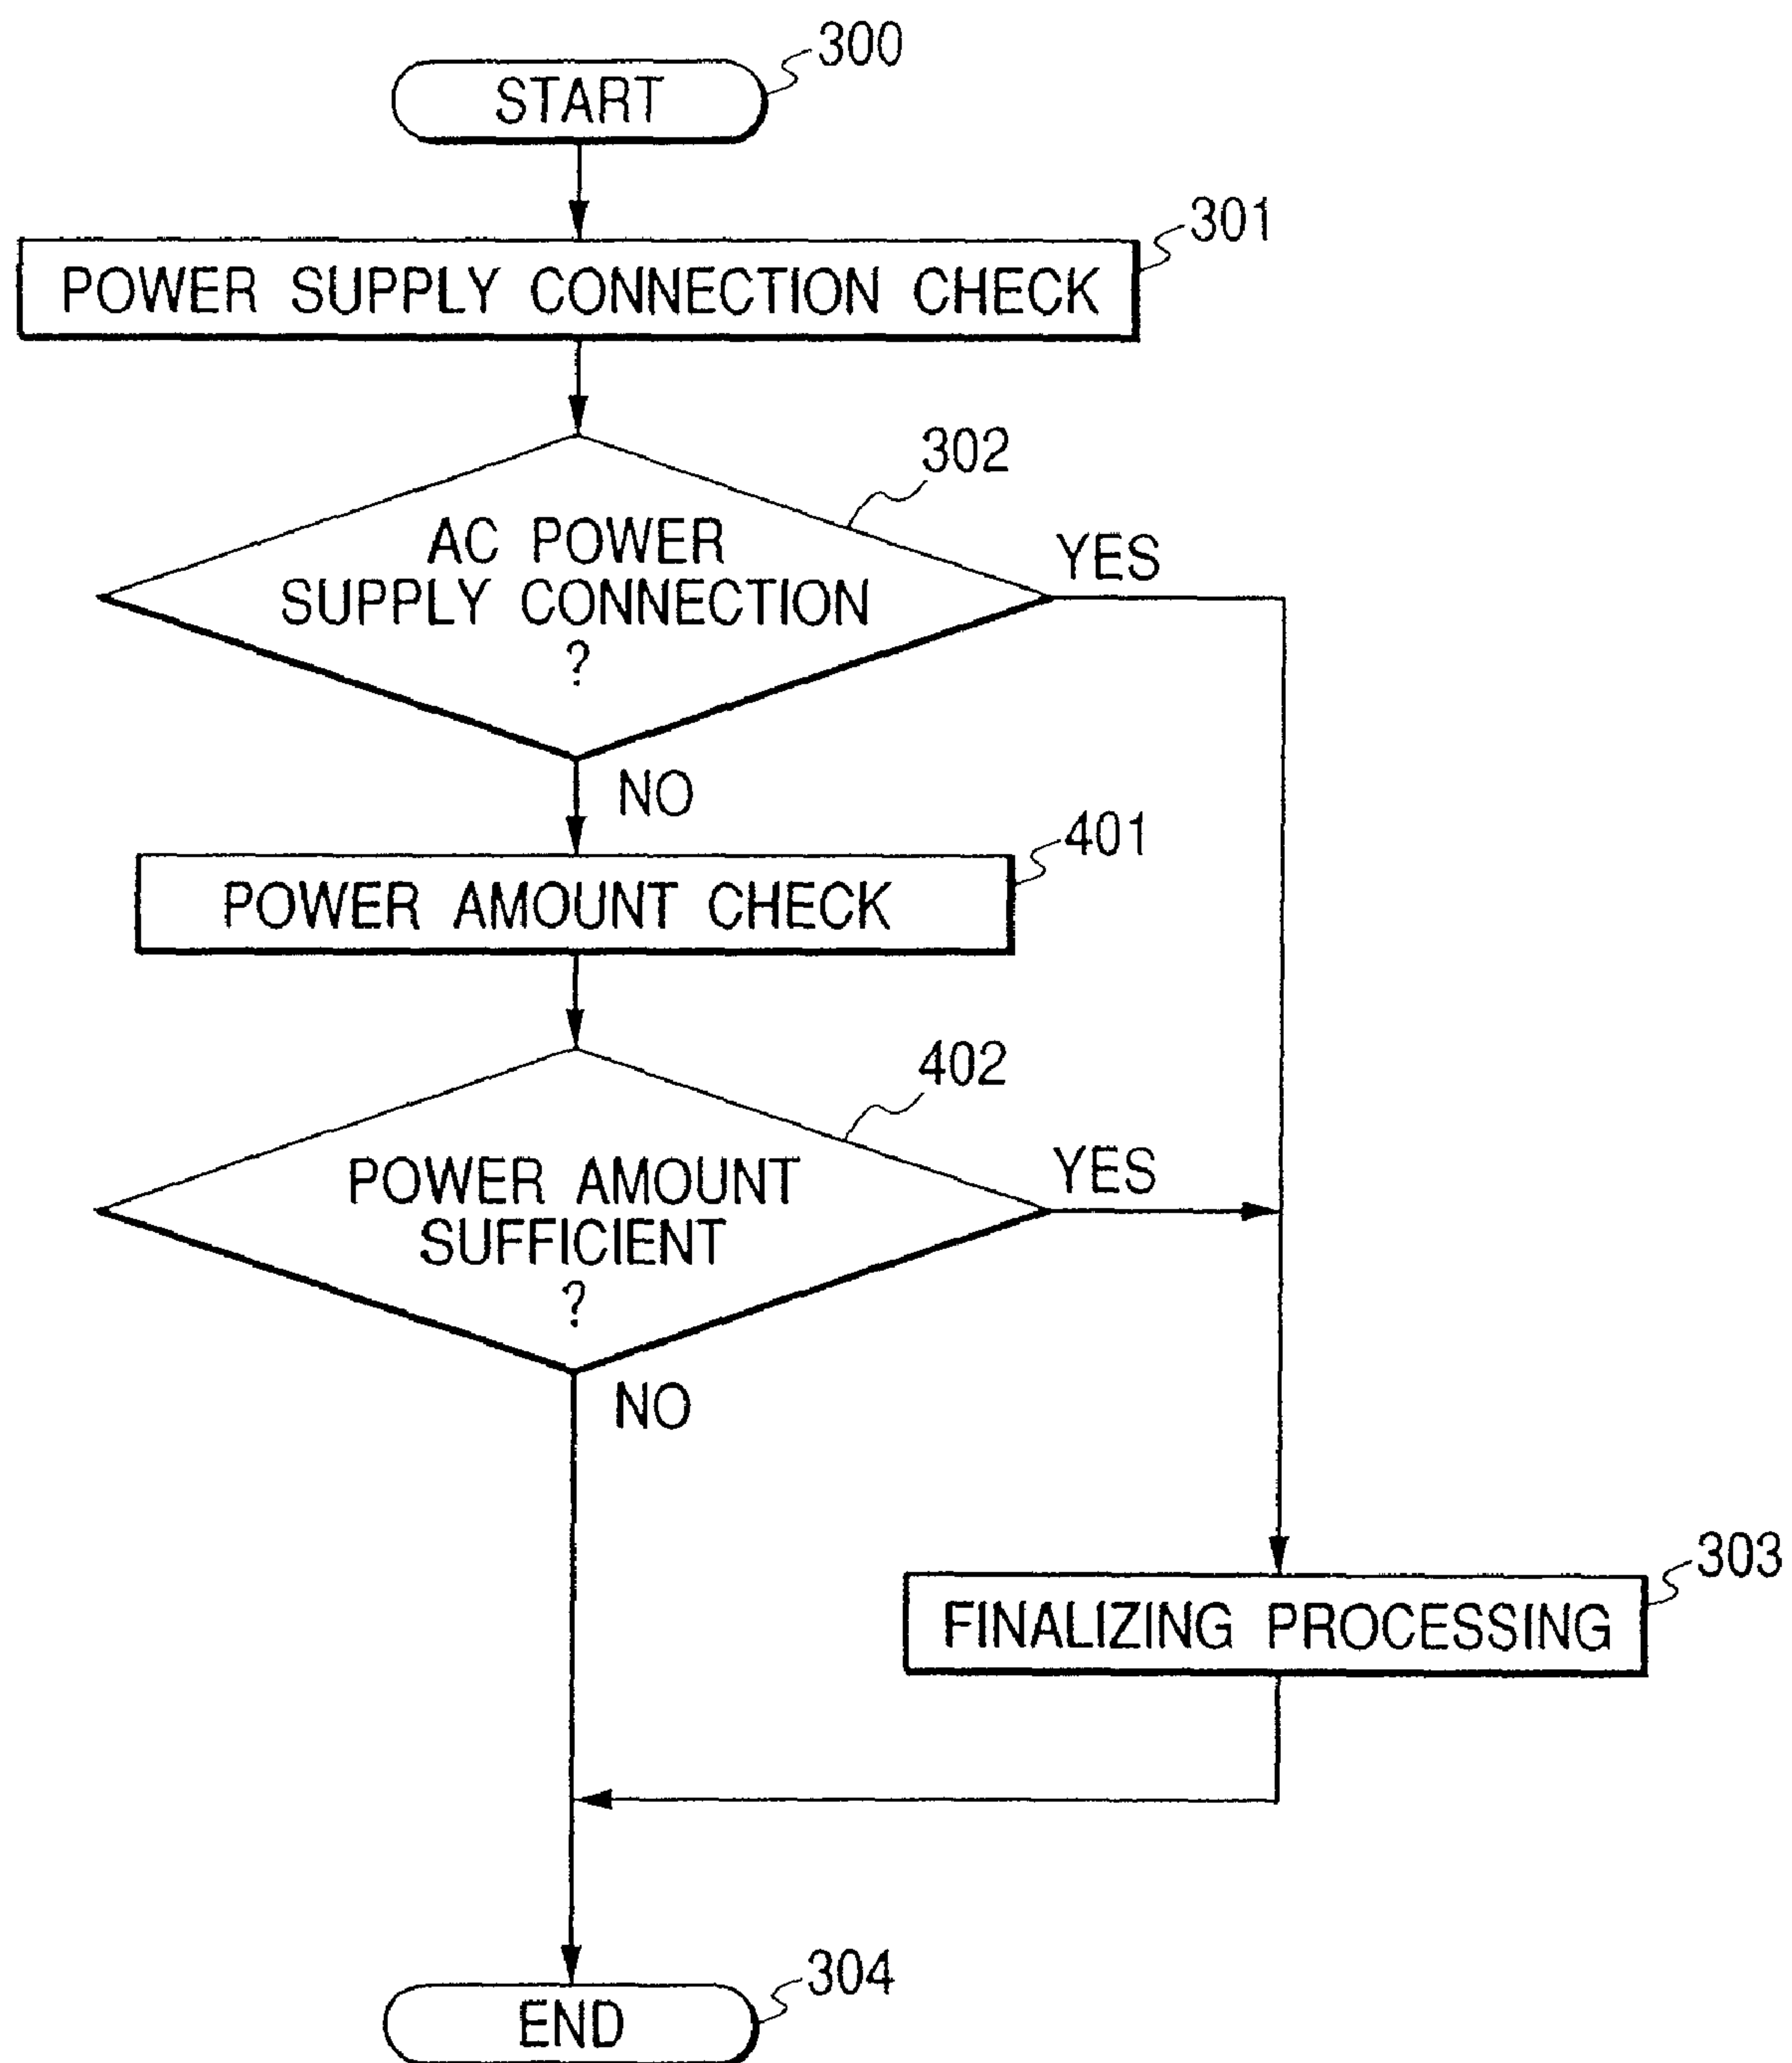 300
START
301
POWER SUPPLY CONNECTION CHECK
302
AC POWER
SUPPLY CONNECTION
?
YES
NO
401
POWER AMOUNT CHECK
402
POWER AMOUNT
SUFFICIENT
?
YES
NO
303
FINALIZING PROCESSING
304
END